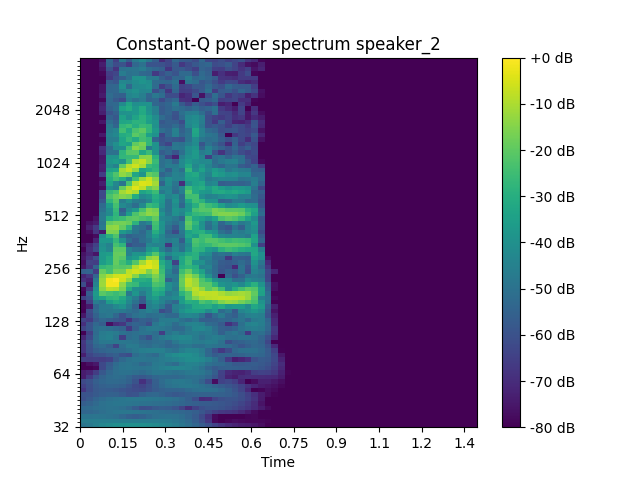 Constant-Q power spectrum speaker_2
+0 dB
-10 dB
-20 dB
-30 dB
-40 dB
-50 dB
-60 dB
-70 dB
-80 dB
Hz
2048
1024
512
256
128
64
32
0 0.15 0.3 0.45 0.6 0.75 0.9 1.1 1.2 1.4
Time